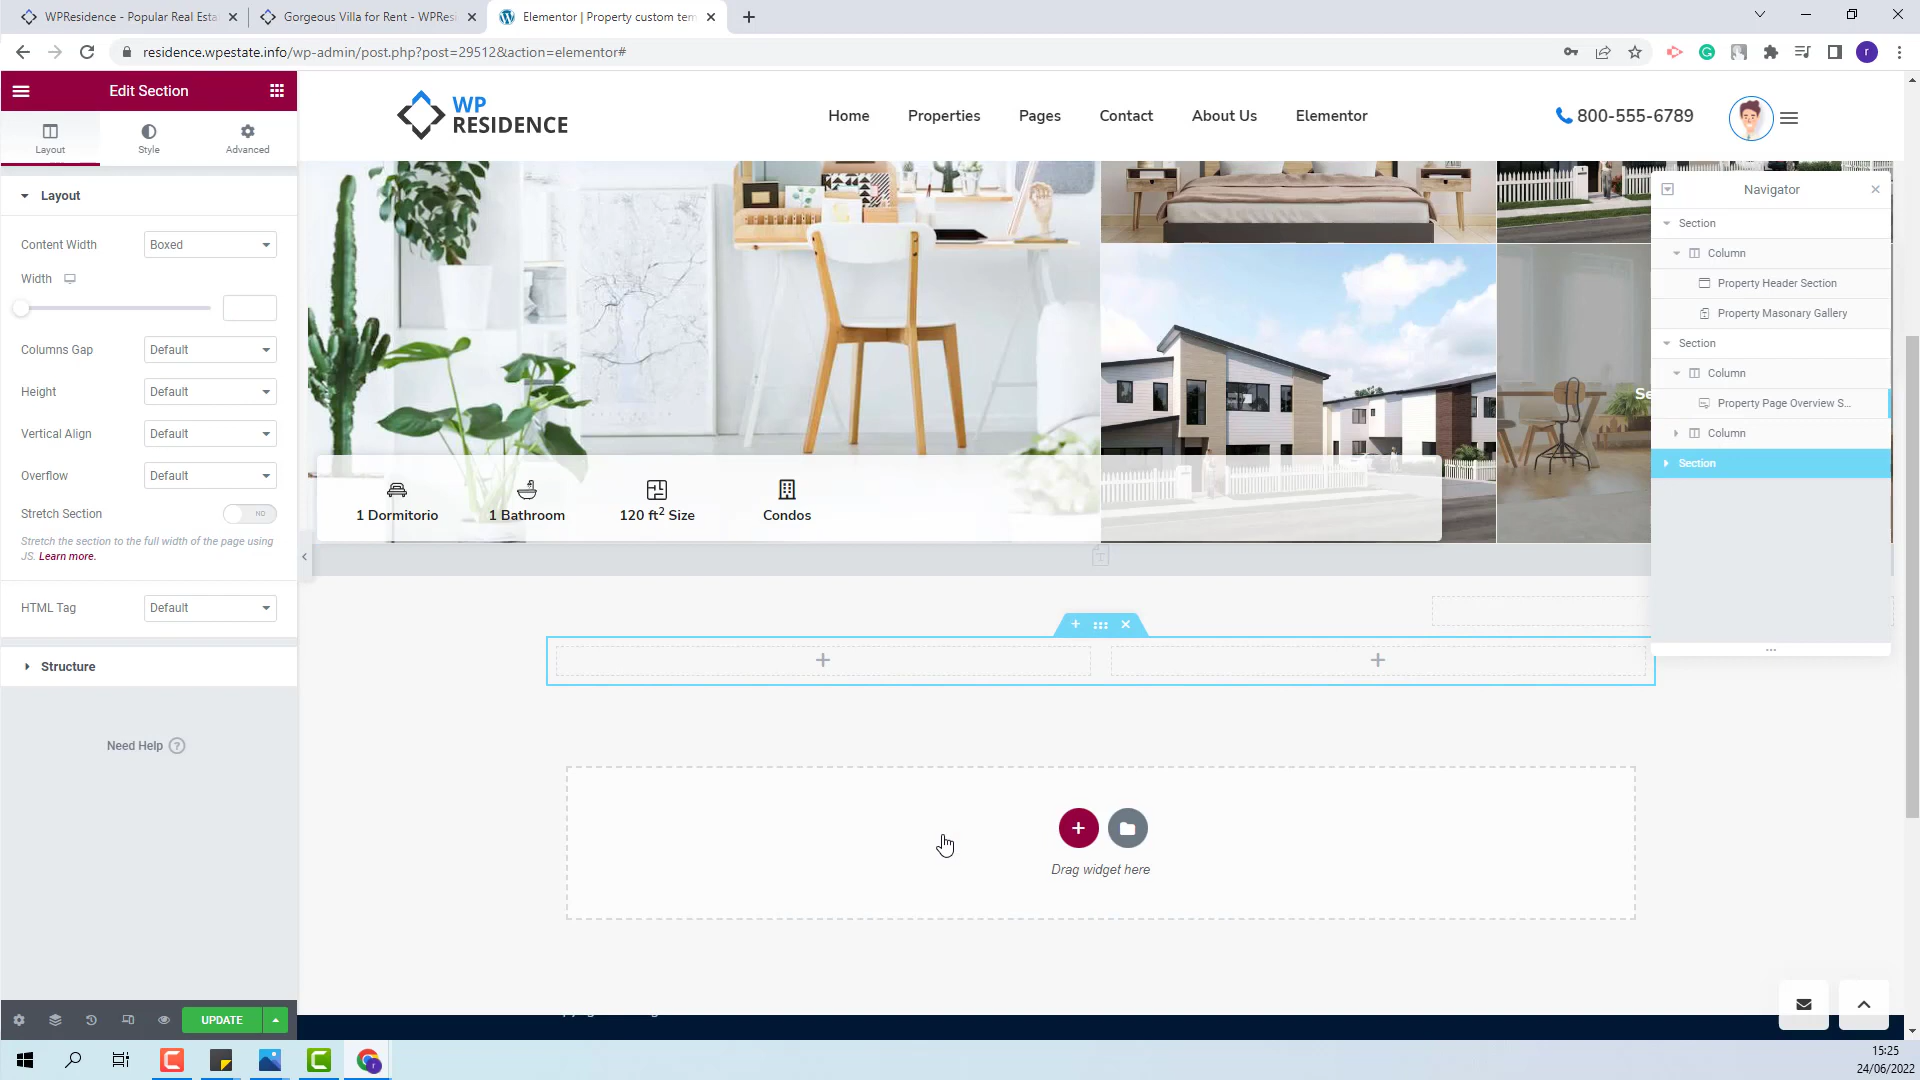 WPResidence - Popular Real Esta
Gorgeous Villa for Rent - WPResi
Elementor | Property custom tem
residence.wpestate.info/wp-admin/post.php?post=29512&action=elementor#
Edit Section
Layout
Style
Advanced
Layout
Content Width
Boxed
Width
Columns Gap
Default
Height
Default
Vertical Align
Default
Overflow
Default
Stretch Section
NO
Stretch the section to the full width of the page using
JS. Learn more.
HTML Tag
Default
Structure
Need Help
UPDATE
WP
RESIDENCE
Home
Properties
Pages
Contact
About Us
Elementor
800-555-6789
1 Dormitorio
1 Bathroom
120 ft² Size
Condos
Se
Navigator
Section
Column
Property Header Section
Property Masonary Gallery
Section
Column
Property Page Overview S...
Column
Section
Drag widget here
15:25
24/06/2022